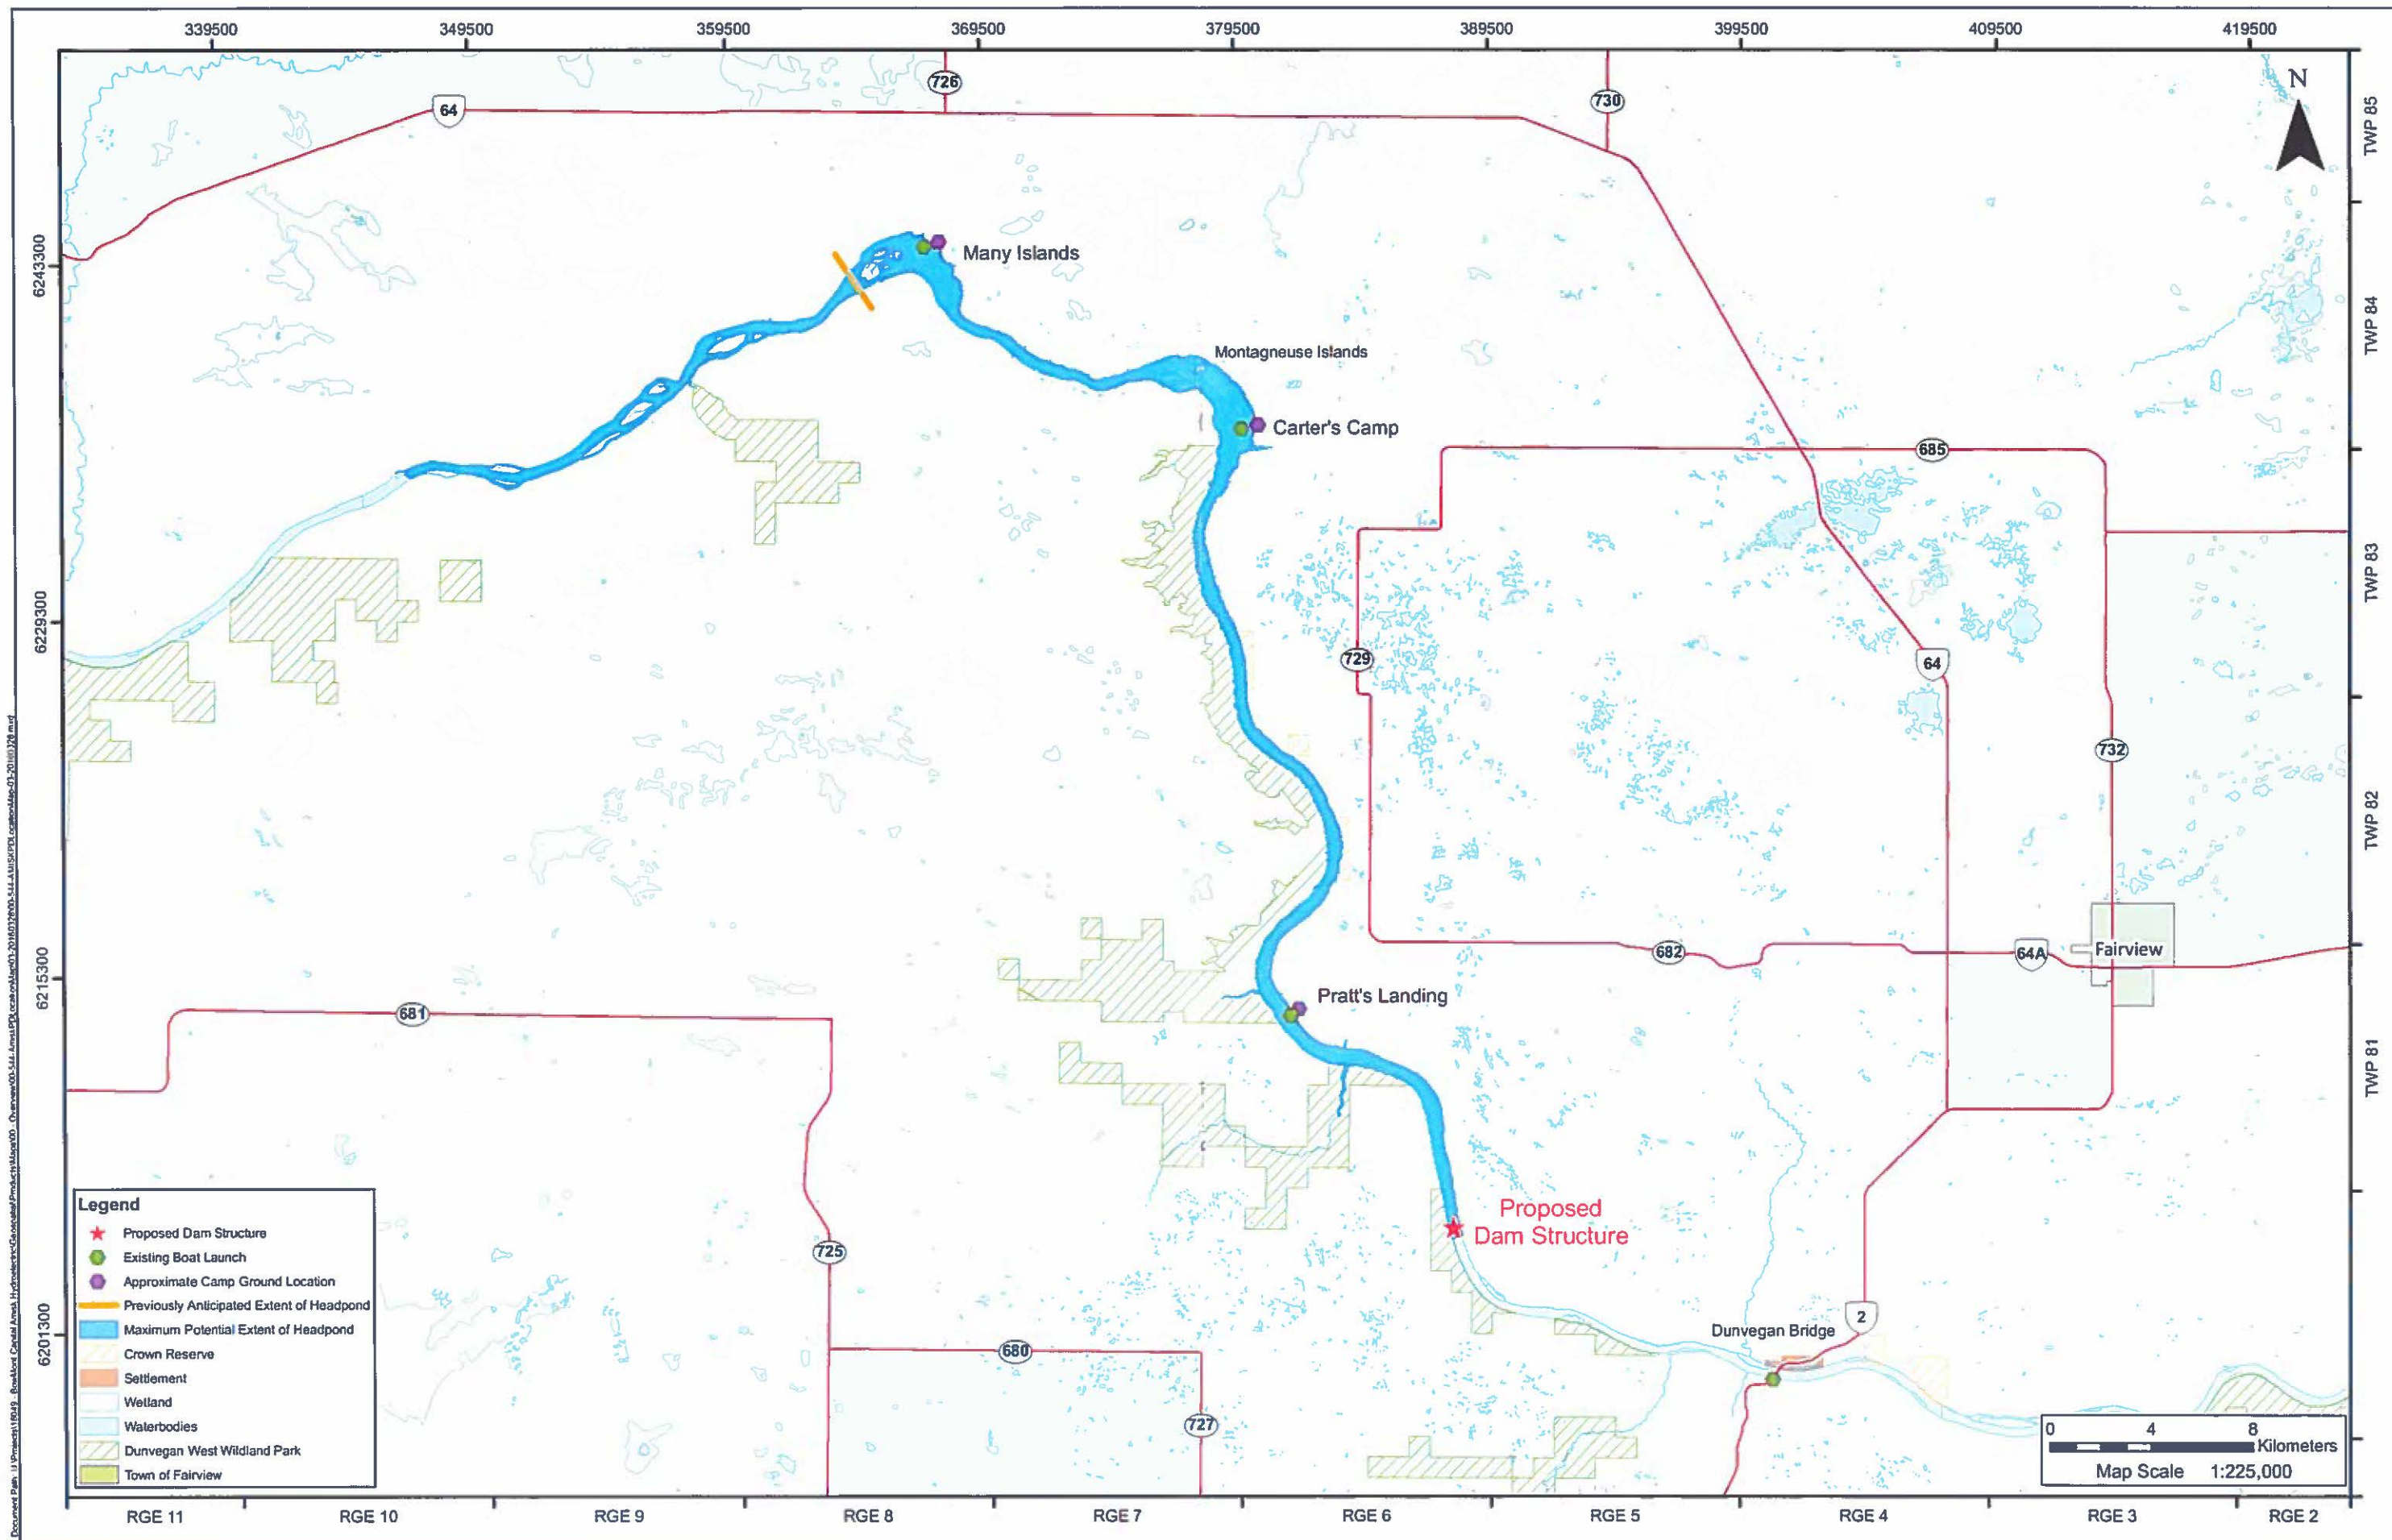 339500 349500 359500 369500 379500 389500 399500 409500 419500
N
726
730
64
TWP 85
6243300
Many Islands
TWP 84
Montagneuse Islands
Carter's Camp
685
TWP 83
6229300
729
64
732
TWP 82
682
64A
Fairview
6215300
Pratt's Landing
681
TWP 81
Proposed
Dam Structure
725
2
Dunvegan Bridge
6201300
680
727
Legend
Proposed Dam Structure
Existing Boat Launch
Approximate Camp Ground Location
Previously Anticipated Extent of Headpond
Maximum Potential Extent of Headpond
Crown Reserve
Settlement
Wetland
Waterbodies
Dunvegan West Wildland Park
Town of Fairview
0 4 8
Kilometers
Map Scale 1:225,000
RGE 11 RGE 10 RGE 9 RGE 8 RGE 7 RGE 6 RGE 5 RGE 4 RGE 3 RGE 2